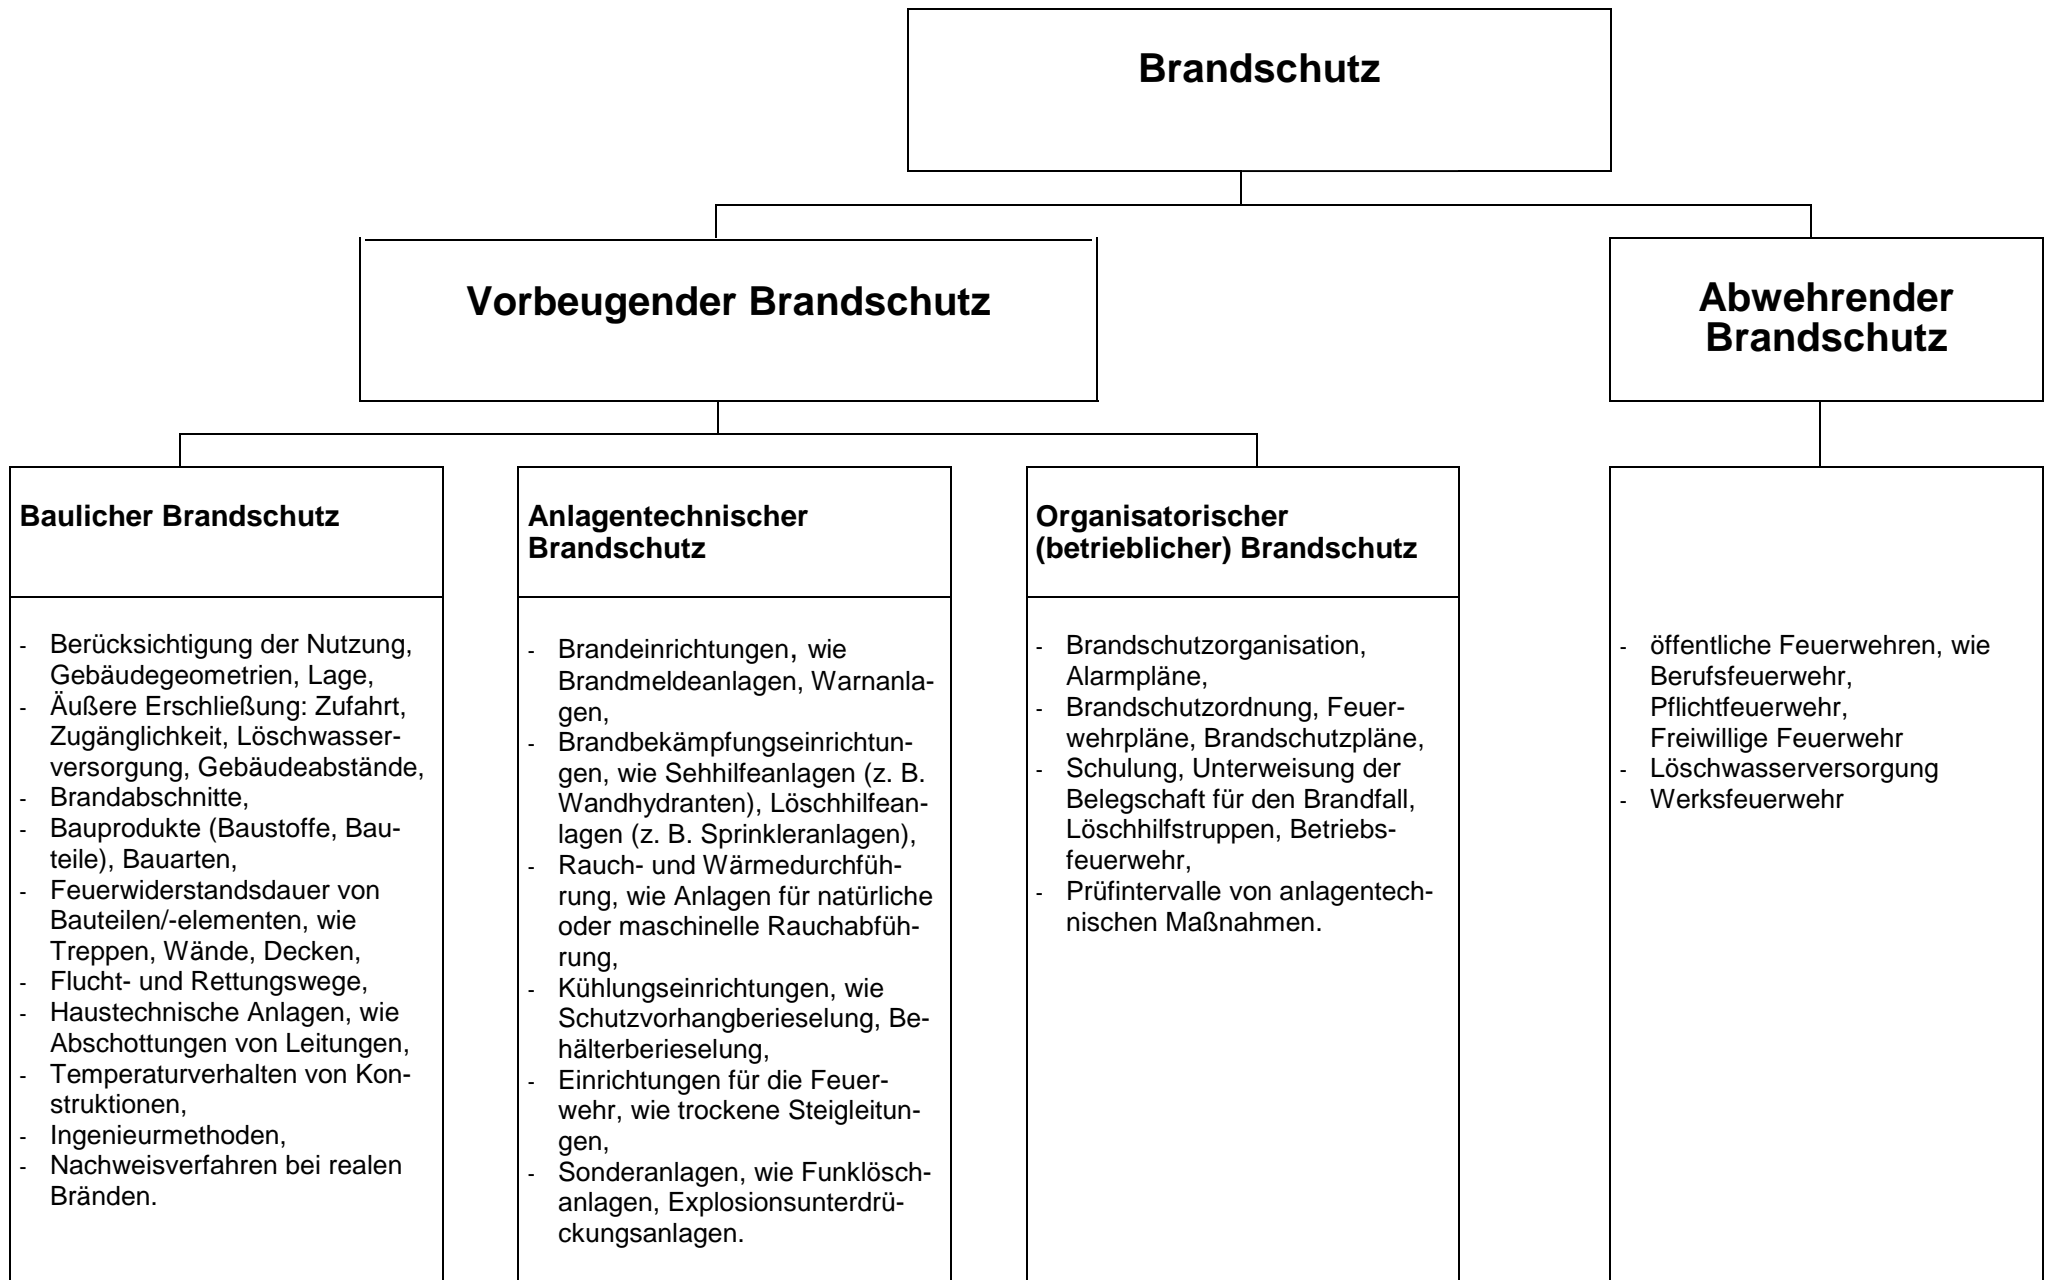 Brandschutz
Vorbeugender Brandschutz
Abwehrender
Brandschutz
Baulicher Brandschutz
- Berücksichtigung der Nutzung,
Gebäudegeometrien, Lage,
- Äußere Erschließung: Zufahrt,
Zugänglichkeit, Löschwasser-
versorgung, Gebäudeabstände,
- Brandabschnitte,
- Bauprodukte (Baustoffe, Bau-
teile), Bauarten,
- Feuerwiderstandsdauer von
Bauteilen/-elementen, wie
Treppen, Wände, Decken,
- Flucht- und Rettungswege,
- Haustechnische Anlagen, wie
Abschottungen von Leitungen,
- Temperaturverhalten von Kon-
struktionen,
- Ingenieurmethoden,
- Nachweisverfahren bei realen
Bränden.
Anlagentechnischer
Brandschutz
- Brandeinrichtungen, wie
Brandmeldeanlagen, Warnanla-
gen,
- Brandbekämpfungseinrichtun-
gen, wie Sehhilfeanlagen (z. B.
Wandhydranten), Löschhilfean-
lagen (z. B. Sprinkleranlagen),
- Rauch- und Wärmedurchfüh-
rung, wie Anlagen für natürliche
oder maschinelle Rauchabfüh-
rung,
- Kühlungseinrichtungen, wie
Schutzvorhangberieselung, Be-
hälterberieselung,
- Einrichtungen für die Feuer-
wehr, wie trockene Steigleitun-
gen,
- Sonderanlagen, wie Funklösch-
anlagen, Explosionsunterdrü-
ckungsanlagen.
Organisatorischer
(betrieblicher) Brandschutz
- Brandschutzorganisation,
Alarmpläne,
- Brandschutzordnung, Feuer-
wehrpläne, Brandschutzpläne,
- Schulung, Unterweisung der
Belegschaft für den Brandfall,
Löschhilfstruppen, Betriebs-
feuerwehr,
- Prüfintervalle von anlagentech-
nischen Maßnahmen.
- öffentliche Feuerwehren, wie
Berufsfeuerwehr,
Pflichtfeuerwehr,
Freiwillige Feuerwehr
- Löschwasserversorgung
- Werksfeuerwehr